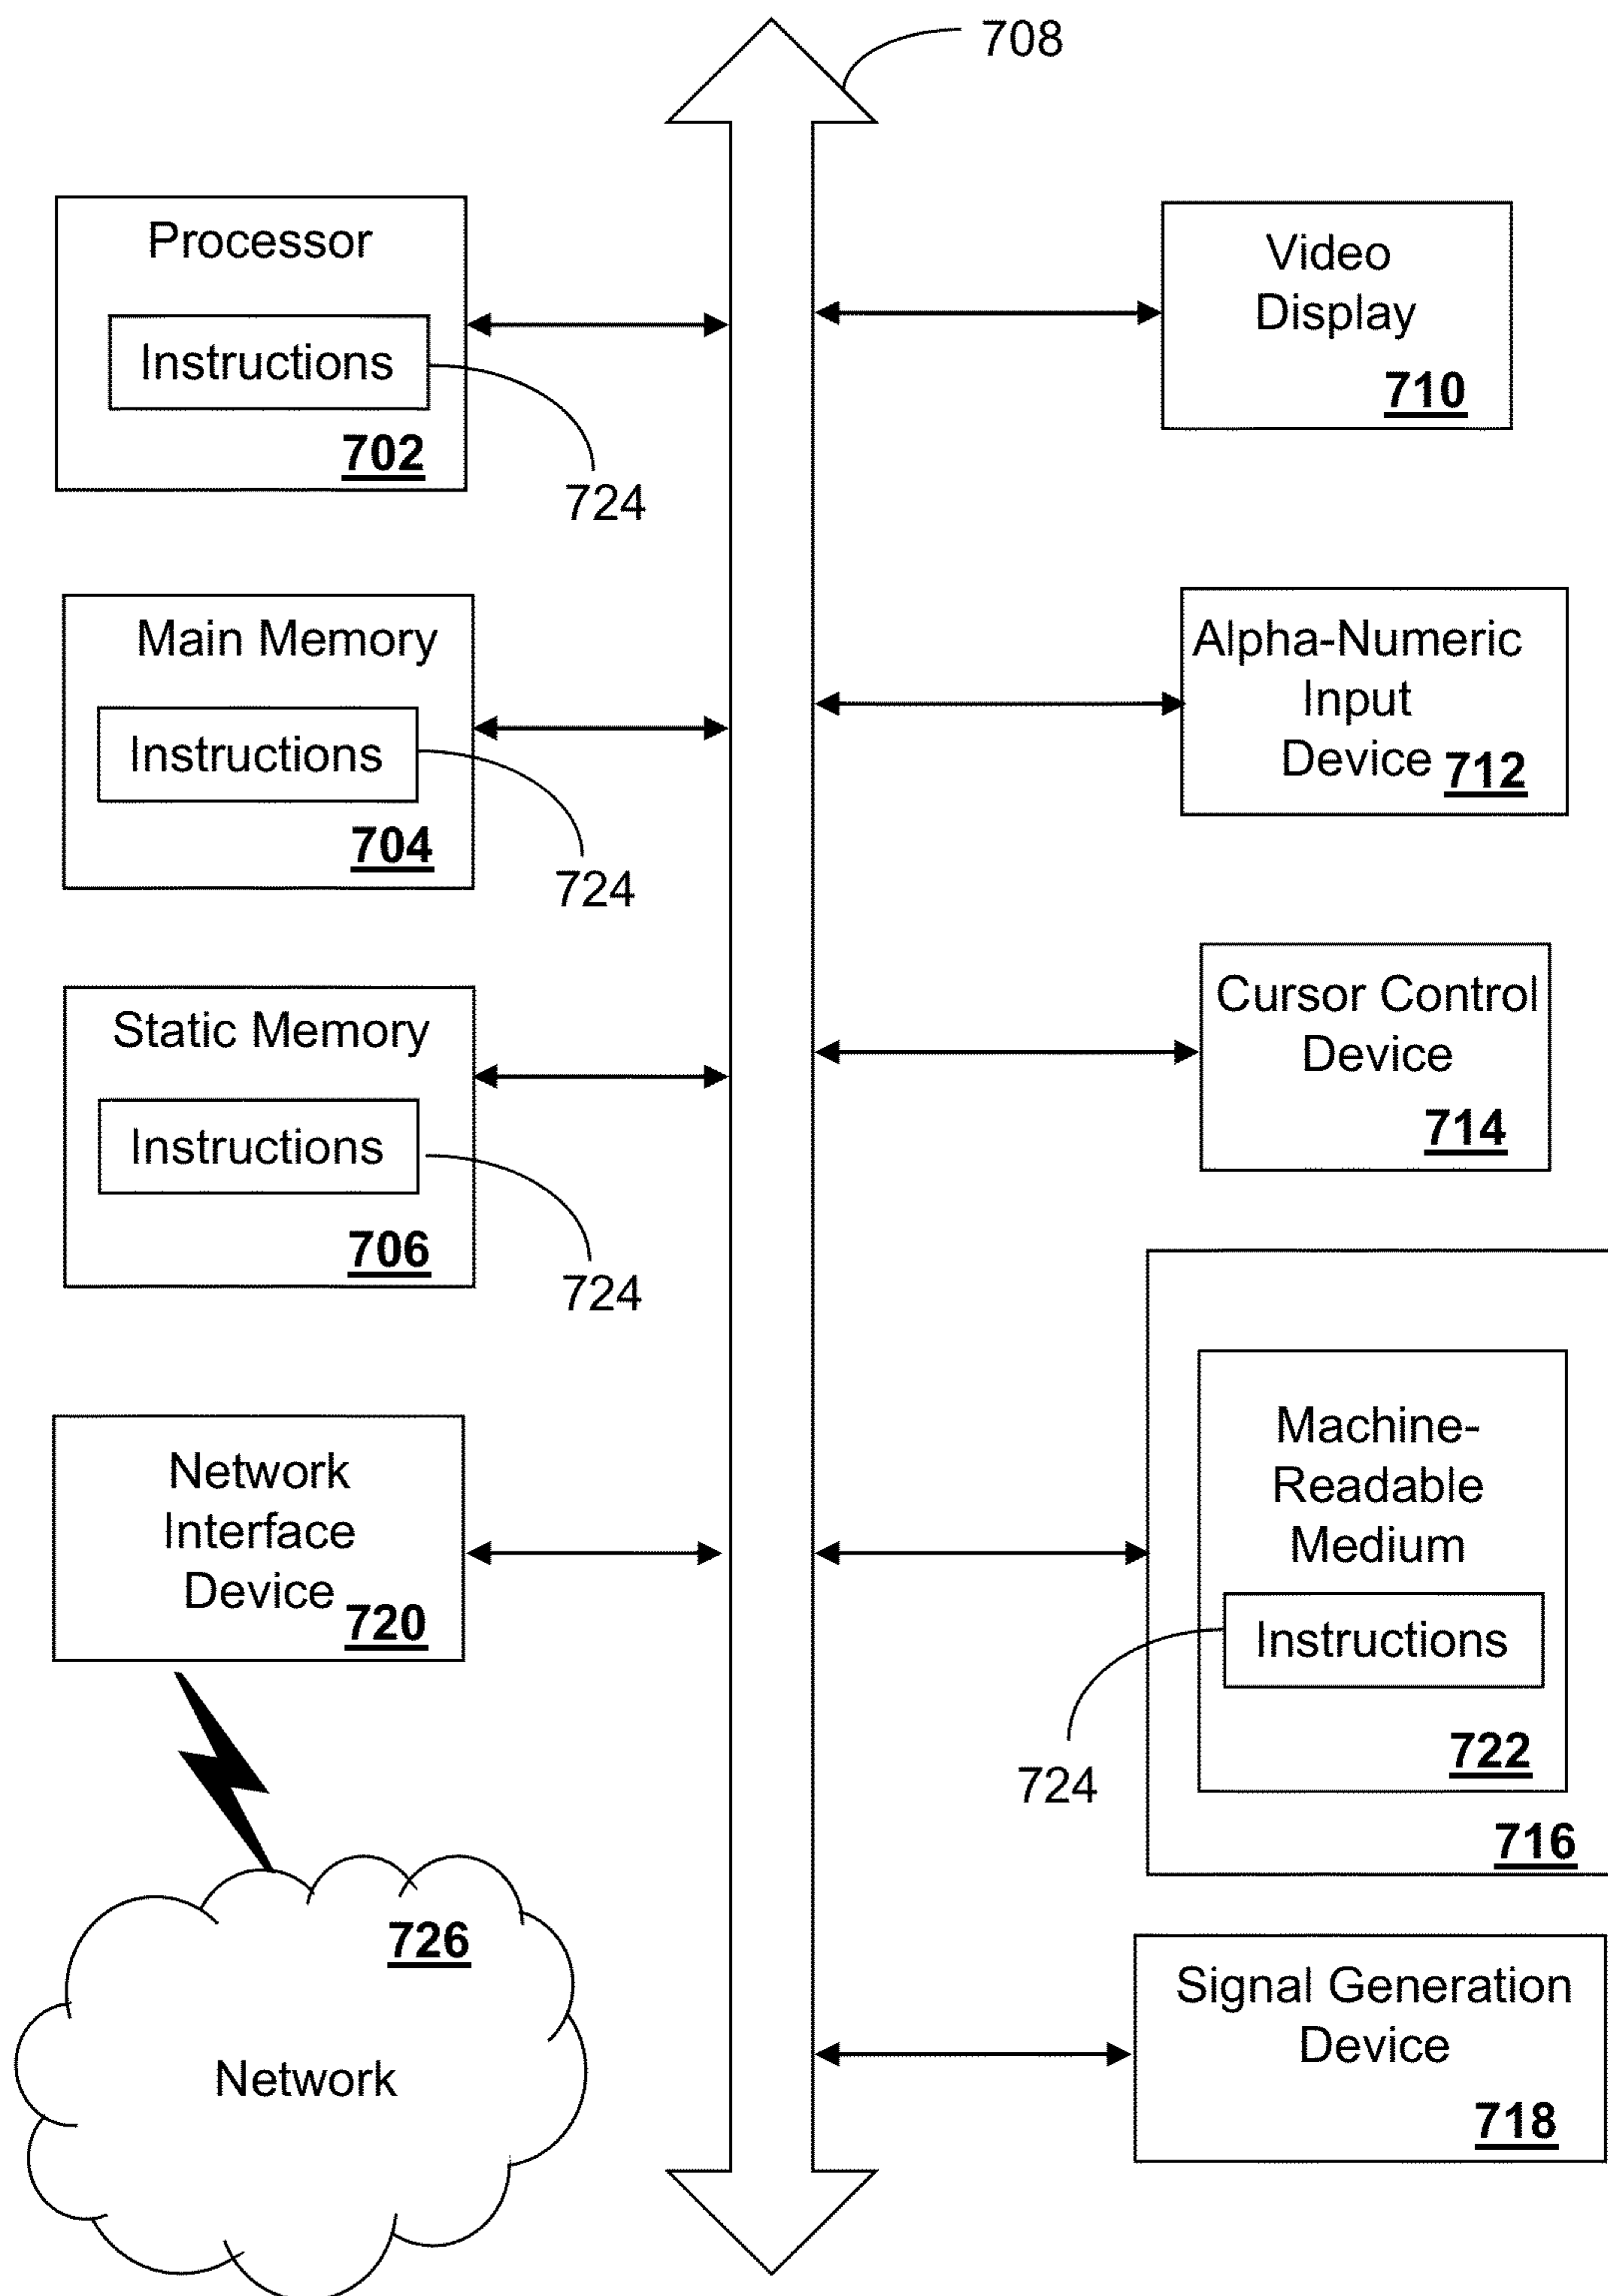 708
Processor
Instructions
702
724
Main Memory
Instructions
704
724
Static Memory
Instructions
706
724
Network
Interface
Device
720
726
Network
Video
Display
710
Alpha-Numeric
Input
Device 712
Cursor Control
Device
714
Machine-
Readable
Medium
Instructions
722
724
716
Signal Generation
Device
718